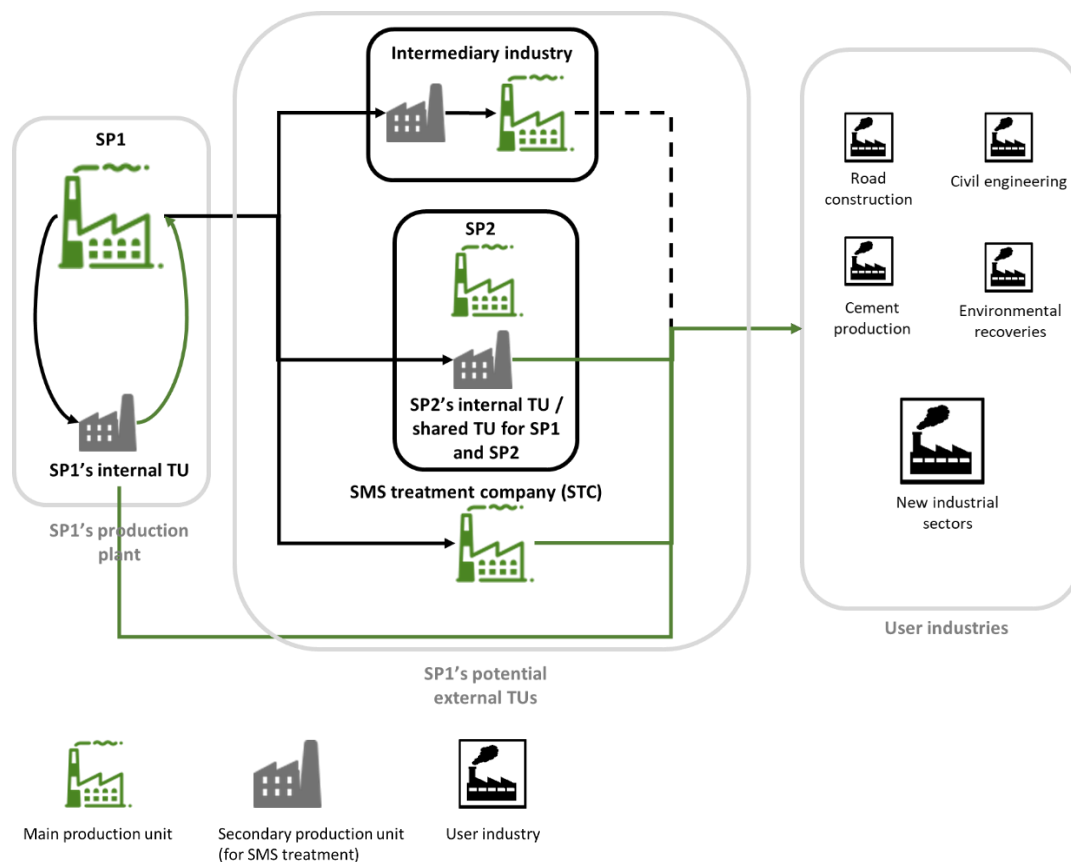 Intermediary industry
SP1
SP2
SP2's internal TU /
shared TU for SP1
and SP2
SP1's internal TU
SMS treatment company (STC)
SP1's production
plant
SP1's potential
external TUs
Road
construction
Civil engineering
Cement
production
Environmental
recoveries
New industrial
sectors
User industries
Main production unit
Secondary production unit
(for SMS treatment)
User industry